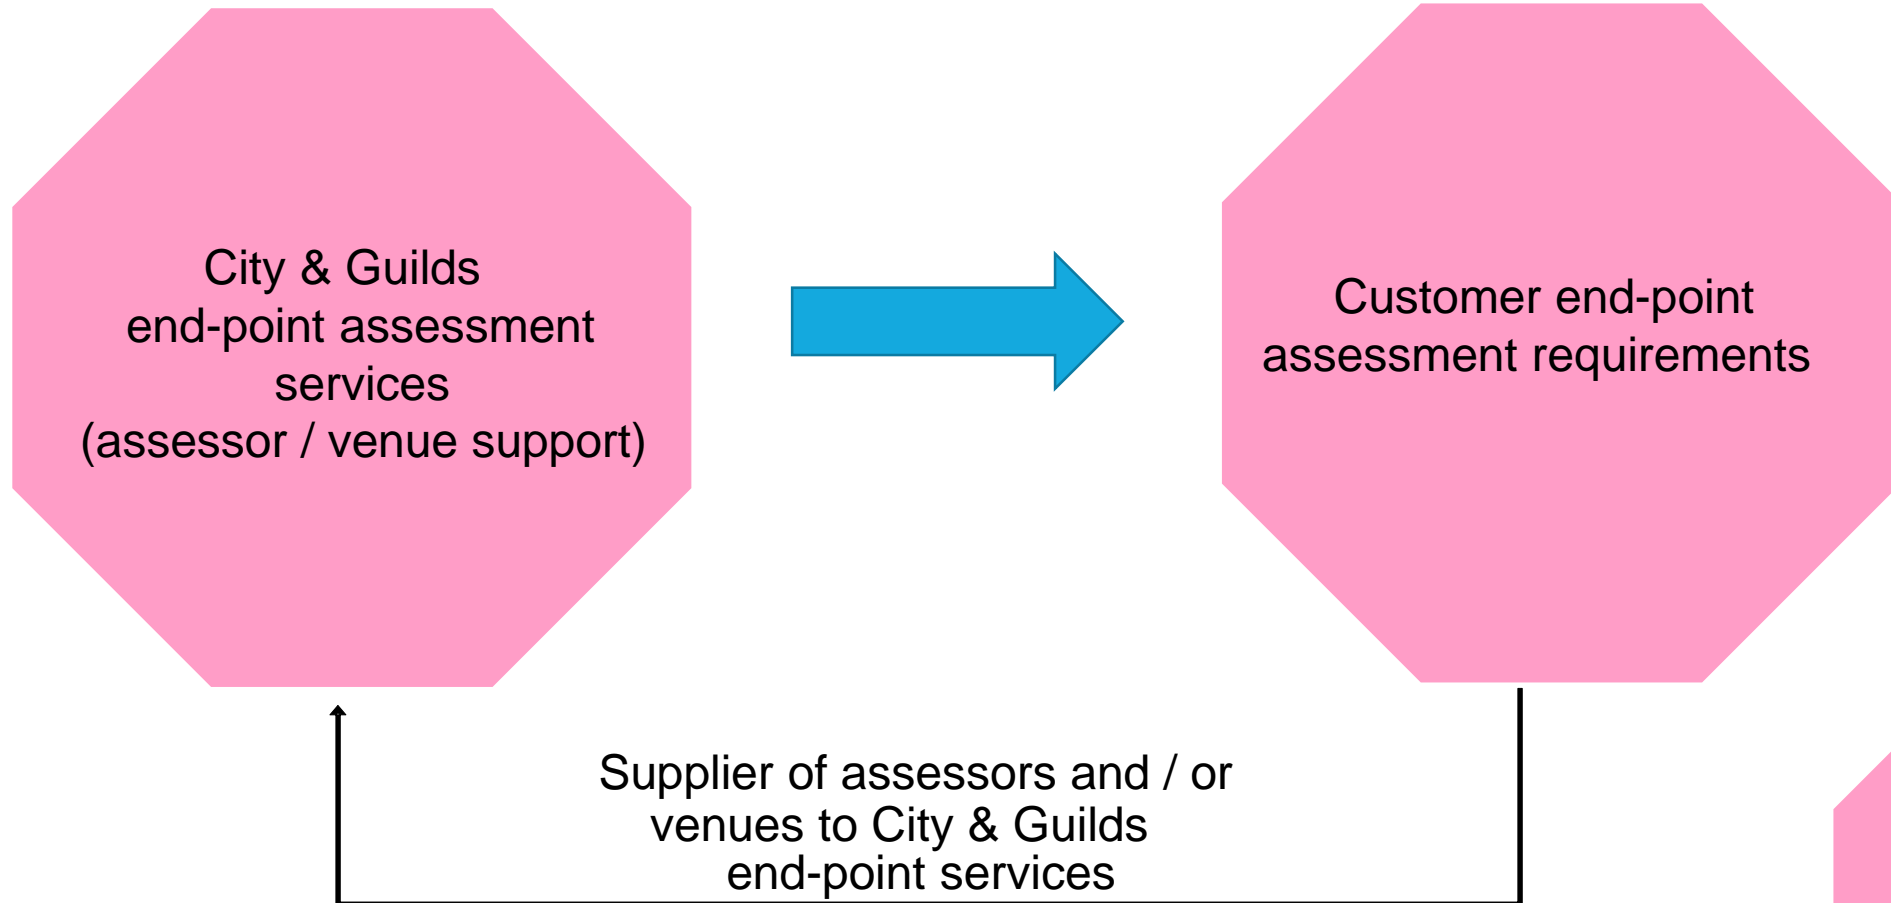 City & Guilds
end-point assessment
services
(assessor / venue support)
Customer end-point
assessment requirements
Supplier of assessors and / or
venues to City & Guilds
end-point services